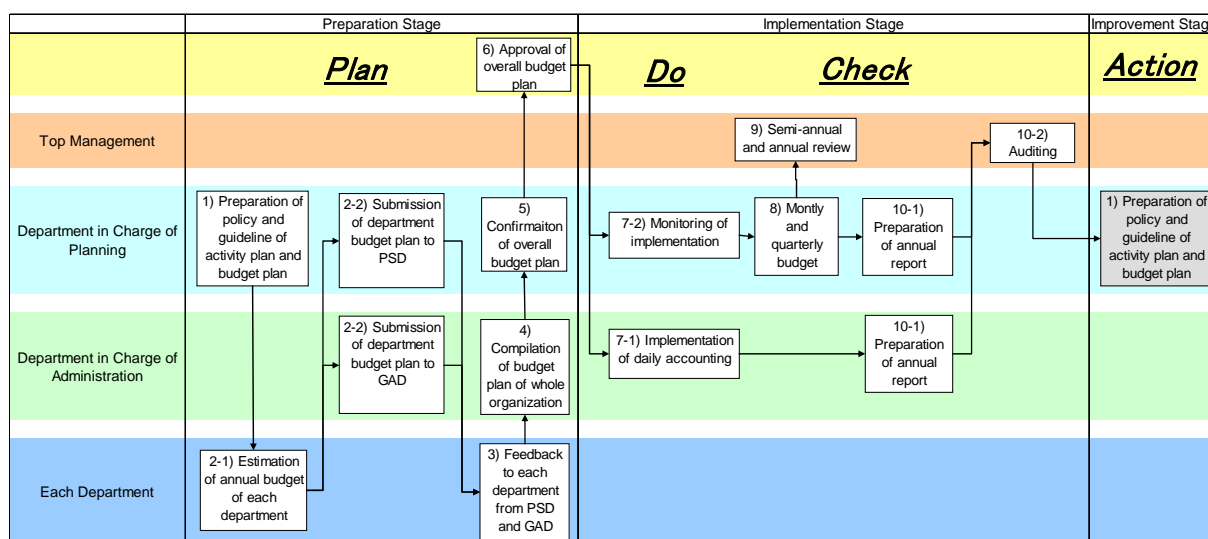 Preparation Stage
Implementation Stage
Improvement Stag
Plan
6) Approval of
overall budget
plan
Do
Check
Action
Top Management
9) Semi-annual
and annual review
10-2)
Auditing
Department in Charge of
Planning
1) Preparation of
policy and
guideline of
activity plan and
budget plan
2-2) Submission
of department
budget plan to
PSD
5)
Confirmaiton
of overall
budget plan
7-2) Monitoring of
implementation
8) Montly
and
quarterly
budget
10-1)
Preparation
of annual
report
1) Preparation of
policy and
guideline of
activity plan and
budget plan
Department in Charge of
Administration
2-2) Submission
of department
budget plan to
GAD
4)
Compilation
of budget
plan of whole
organization
7-1) Implementation
of daily accounting
10-1)
Preparation
of annual
report
Each Department
2-1) Estimation
of annual budget
of each
department
3) Feedback
to each
department
from PSD
and GAD